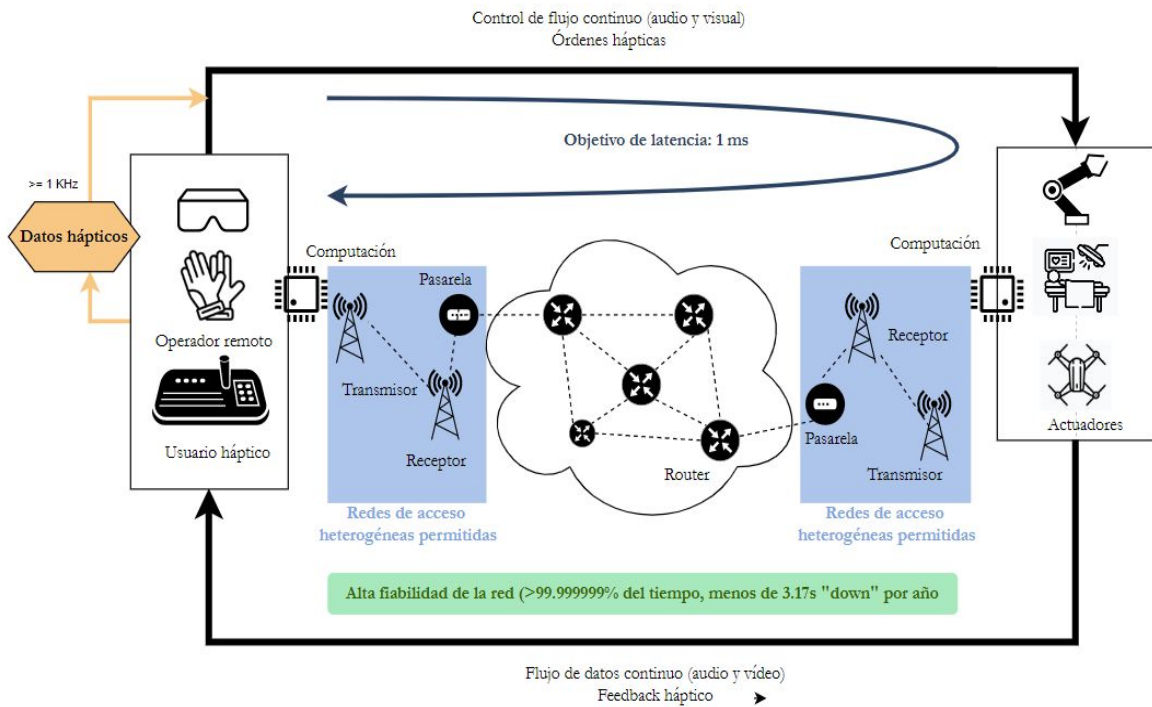 Control de flujo continuo (audio y visual)
Órdenes hápticas
Objetivo de latencia: 1 ms
>= 1 KHz
Datos hápticos
Operador remoto
Usuario háptico
Computación
Pasarela
Transmisor
Receptor
Redes de acceso
heterogéneas permitidas
Router
Computación
Receptor
Pasarela
Transmisor
Redes de acceso
heterogéneas permitidas
Actuadores
Alta fiabilidad de la red (>99.999999% del tiempo, menos de 3.17s "down" por año
Flujo de datos continuo (audio y vídeo)
Feedback háptico